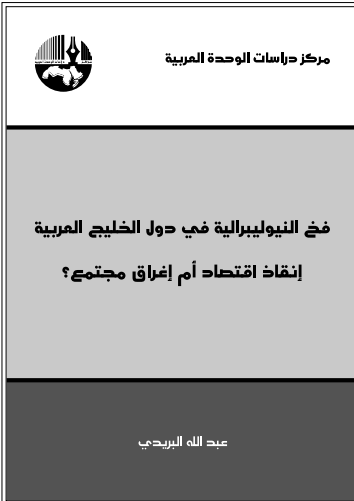 مركز دراسات الوحدة العربية
فخ النيوليبرالية في دول الخليج العربية
إنقاذ اقتصاد أم إغراق مجتمع؟
عبد الله البريدي